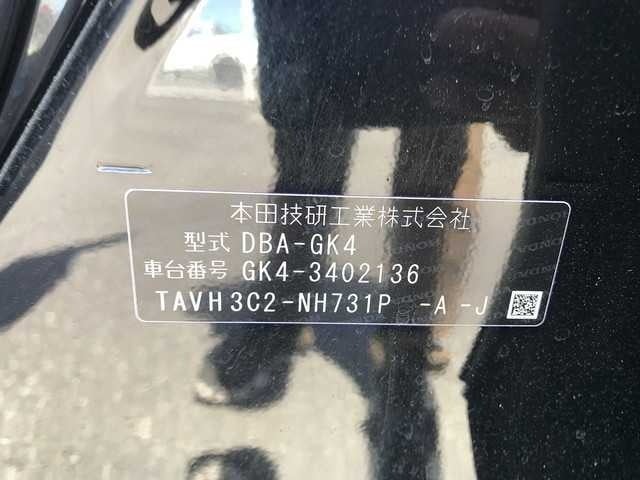 本田技研工業株式会社
型式 DBA-GK4
車台番号 GK4-3402136
TAVH3C2-NH731P -A -J